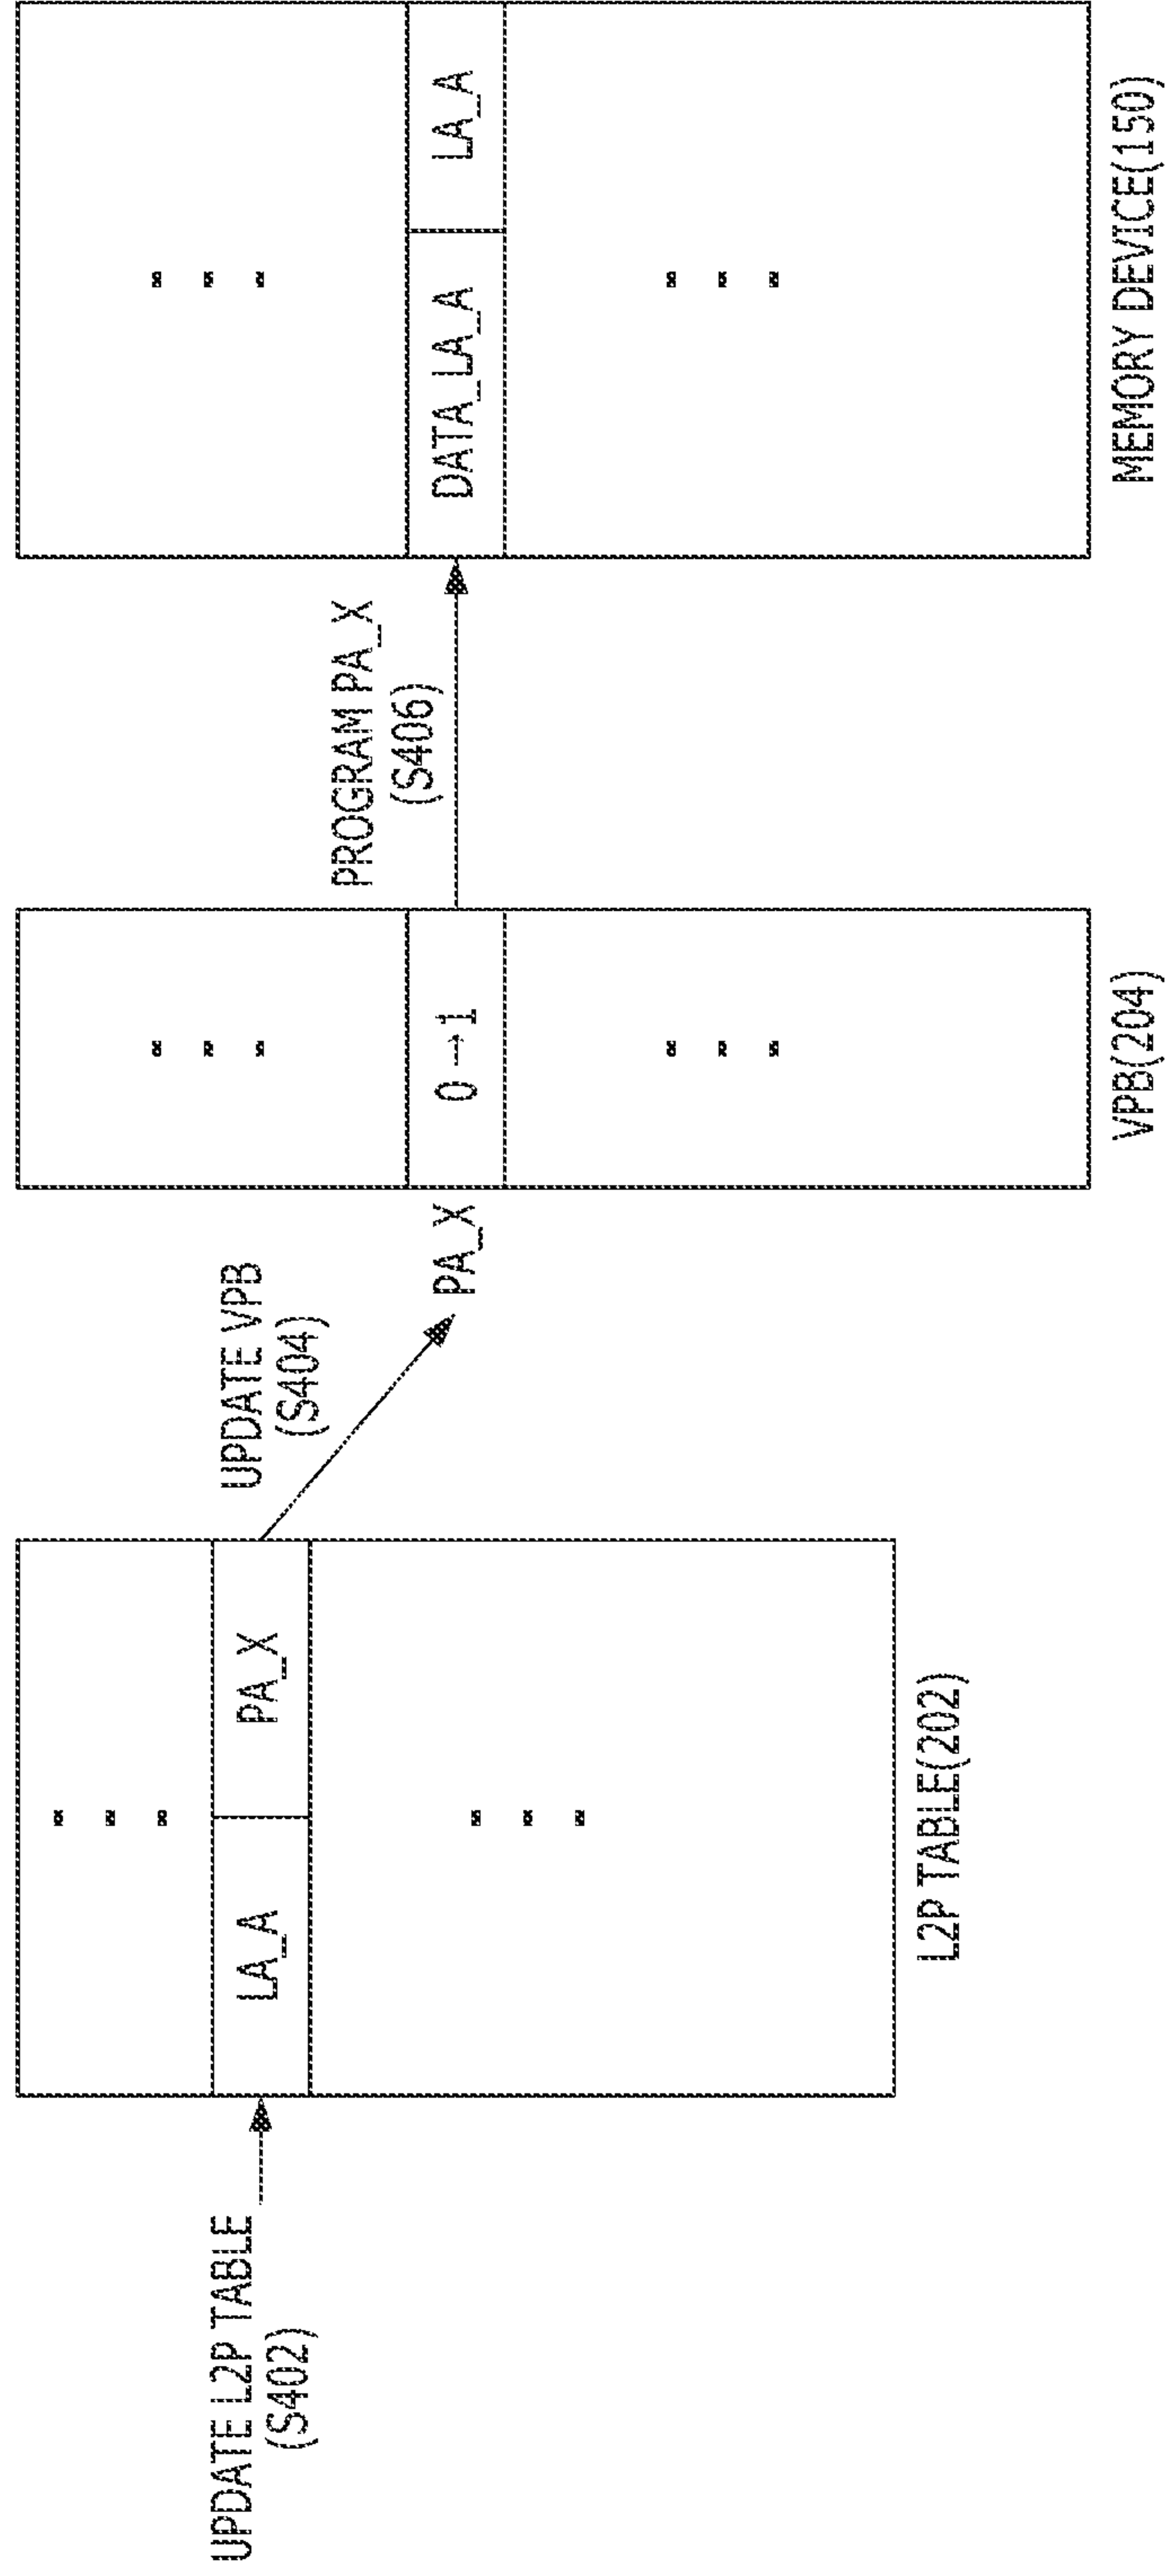 UPDATE L2P TABLE
(S402)
LA_A
PA_X
L2P TABLE(202)
UPDATE VPB
(S404)
PA_X
0→1
VPB(204)
PROGRAM PA_X
(S406)
DATA_LA_A
LA_A
MEMORY DEVICE(150)